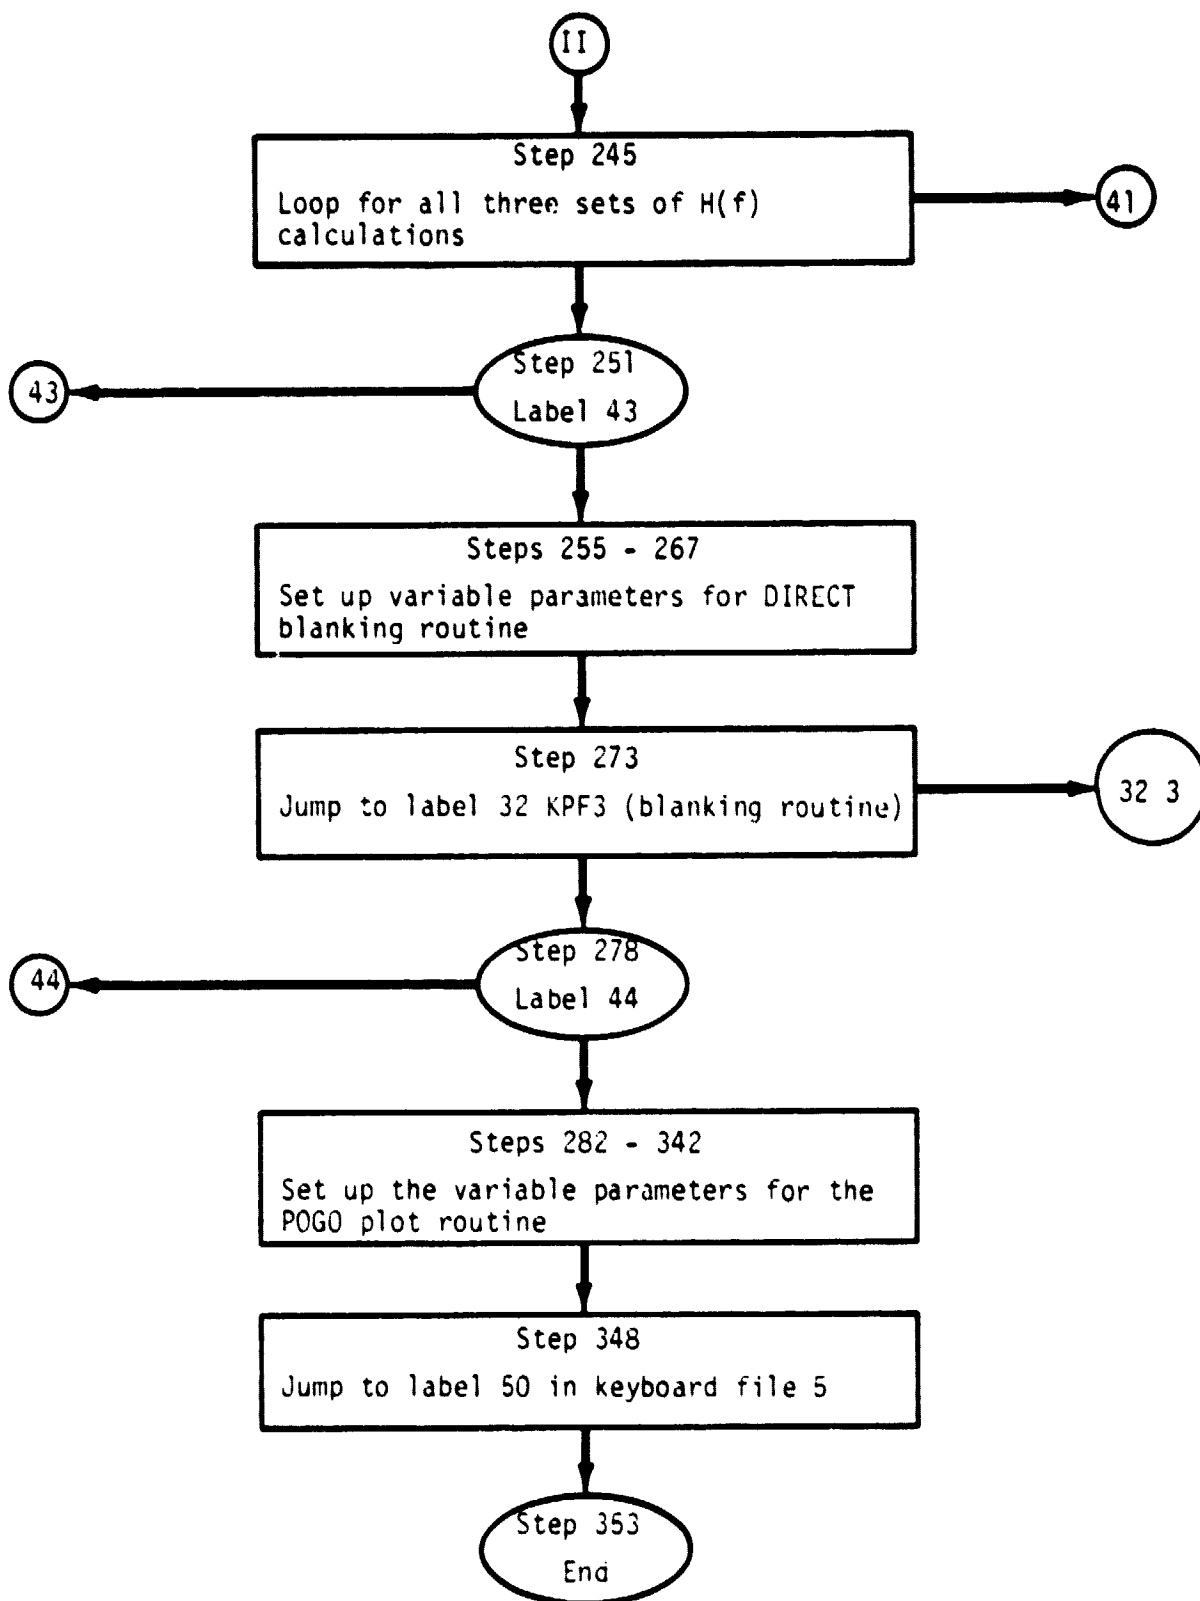 II
Step 245
Loop for all three sets of H(f)
calculations
41
Step 251
Label 43
43
Steps 255 - 267
Set up variable parameters for DIRECT
blanking routine
Step 273
Jump to label 32 KPF3 (blanking routine)
32 3
Step 278
Label 44
44
Steps 282 - 342
Set up the variable parameters for the
POGO plot routine
Step 348
Jump to label 50 in keyboard file 5
Step 353
End